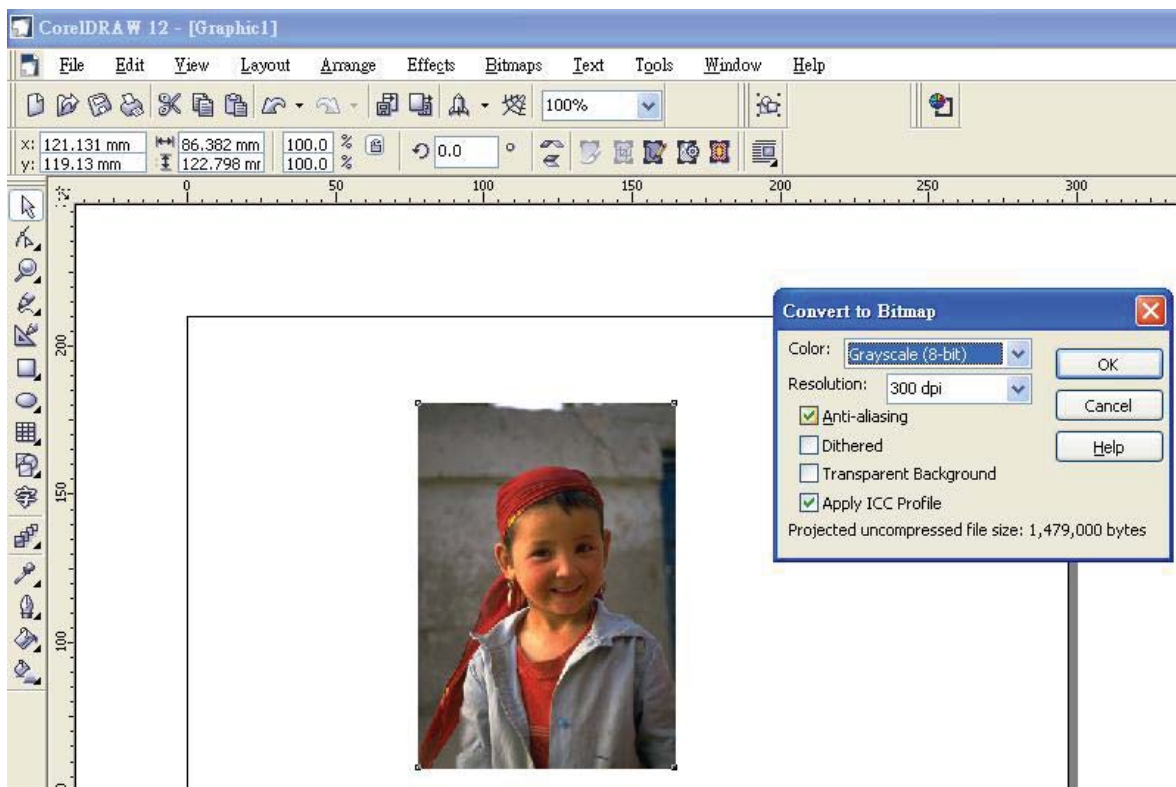 CorelDRAW 12 - [Graphic1]
File Edit View Layout Arrange Effects Bitmaps Text Tools Window Help
100%
x: 121.131 mm 86.382 mm 100.0 % 0.0 °
y: 119.13 mm 122.798 mr 100.0 %
0 50 100 150 200 250 300
200
150
100
字
Convert to Bitmap
Color: Grayscale (8-bit)
OK
Resolution: 300 dpi
Cancel
Anti-aliasing
Dithered
Help
Transparent Background
Apply ICC Profile
Projected uncompressed file size: 1,479,000 bytes